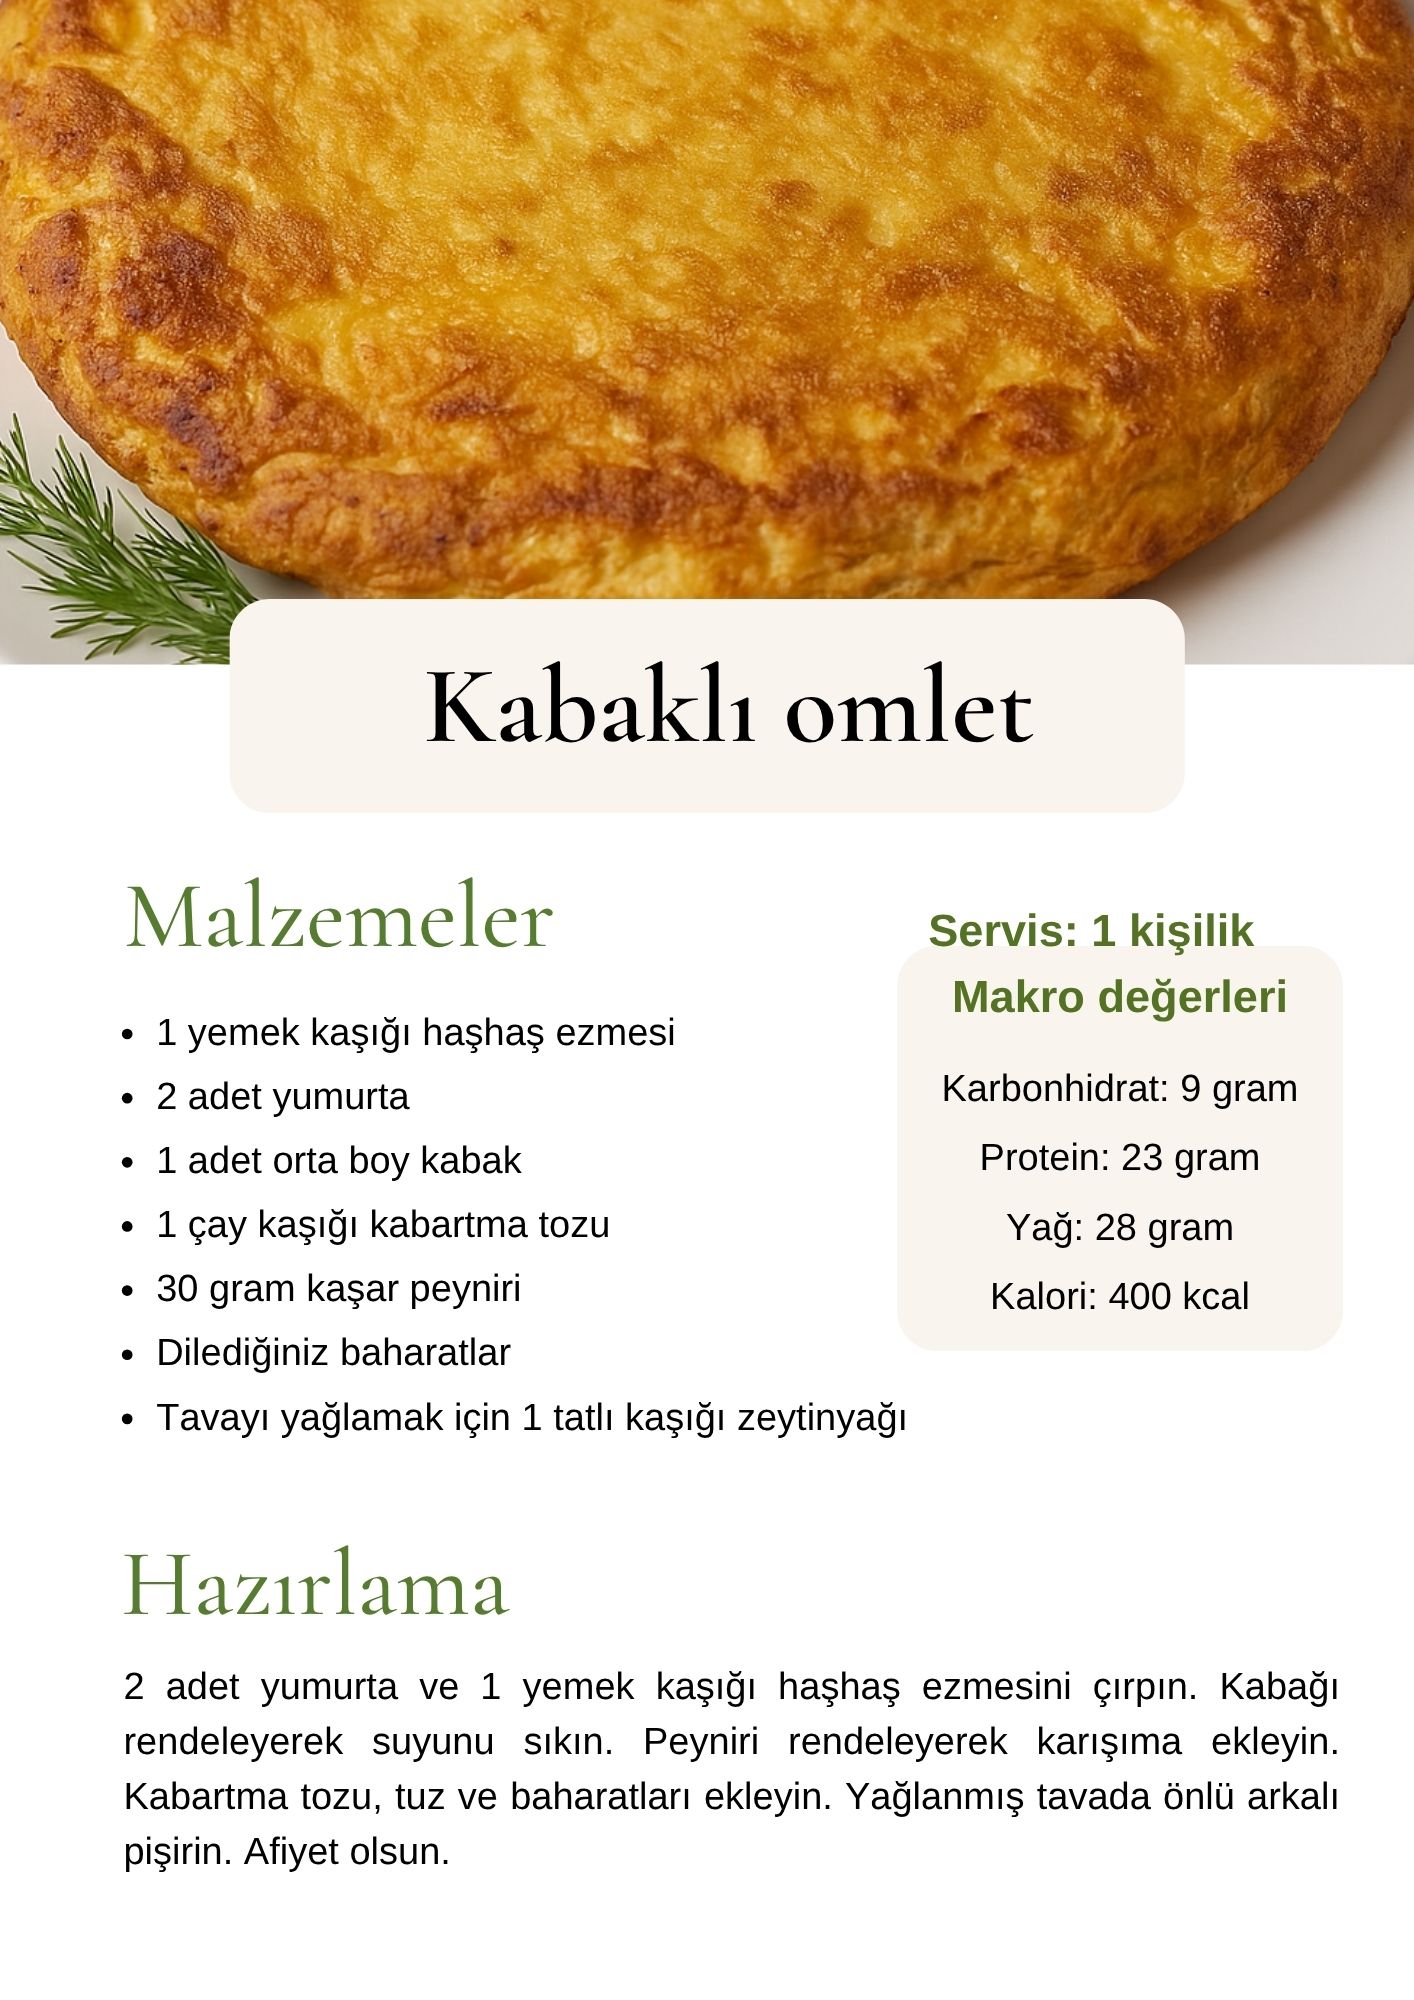 Kabaklı omlet
Malzemeler
1 yemek kaşığı haşhaş ezmesi
2 adet yumurta
1 adet orta boy kabak
1 çay kaşığı kabartma tozu
30 gram kaşar peyniri
Dilediğiniz baharatlar
Tavayı yağlamak için 1 tatlı kaşığı zeytinyağı
Servis: 1 kişilik
Makro değerleri
Karbonhidrat: 9 gram
Protein: 23 gram
Yağ: 28 gram
Kalori: 400 kcal
Hazırlama
2 adet yumurta ve 1 yemek kaşığı haşhaş ezmesini çırpın. Kabağı
rendeleyerek suyunu sıkın. Peyniri rendeleyerek karışıma ekleyin.
Kabartma tozu, tuz ve baharatları ekleyin. Yağlanmış tavada önlü arkalı
pişirin. Afiyet olsun.